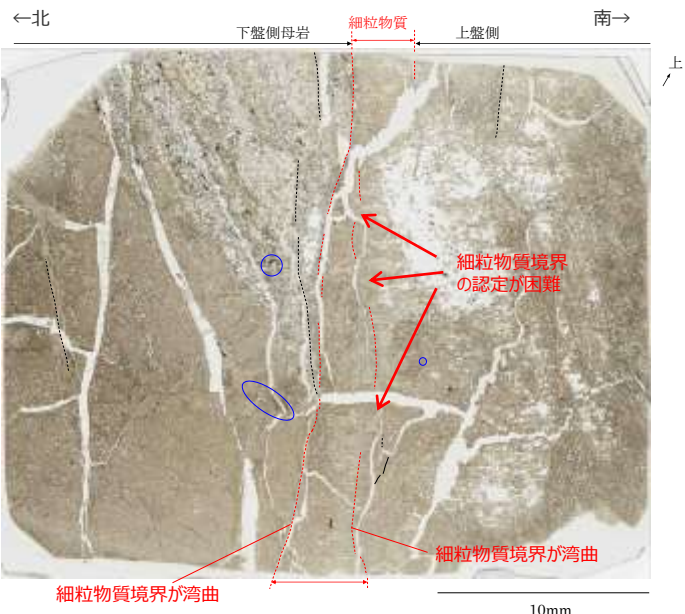 ←北
細粒物質
南→
下盤側母岩
上盤側
上
細粒物質境界
の認定が困難
細粒物質境界が湾曲
細粒物質境界が湾曲
10mm